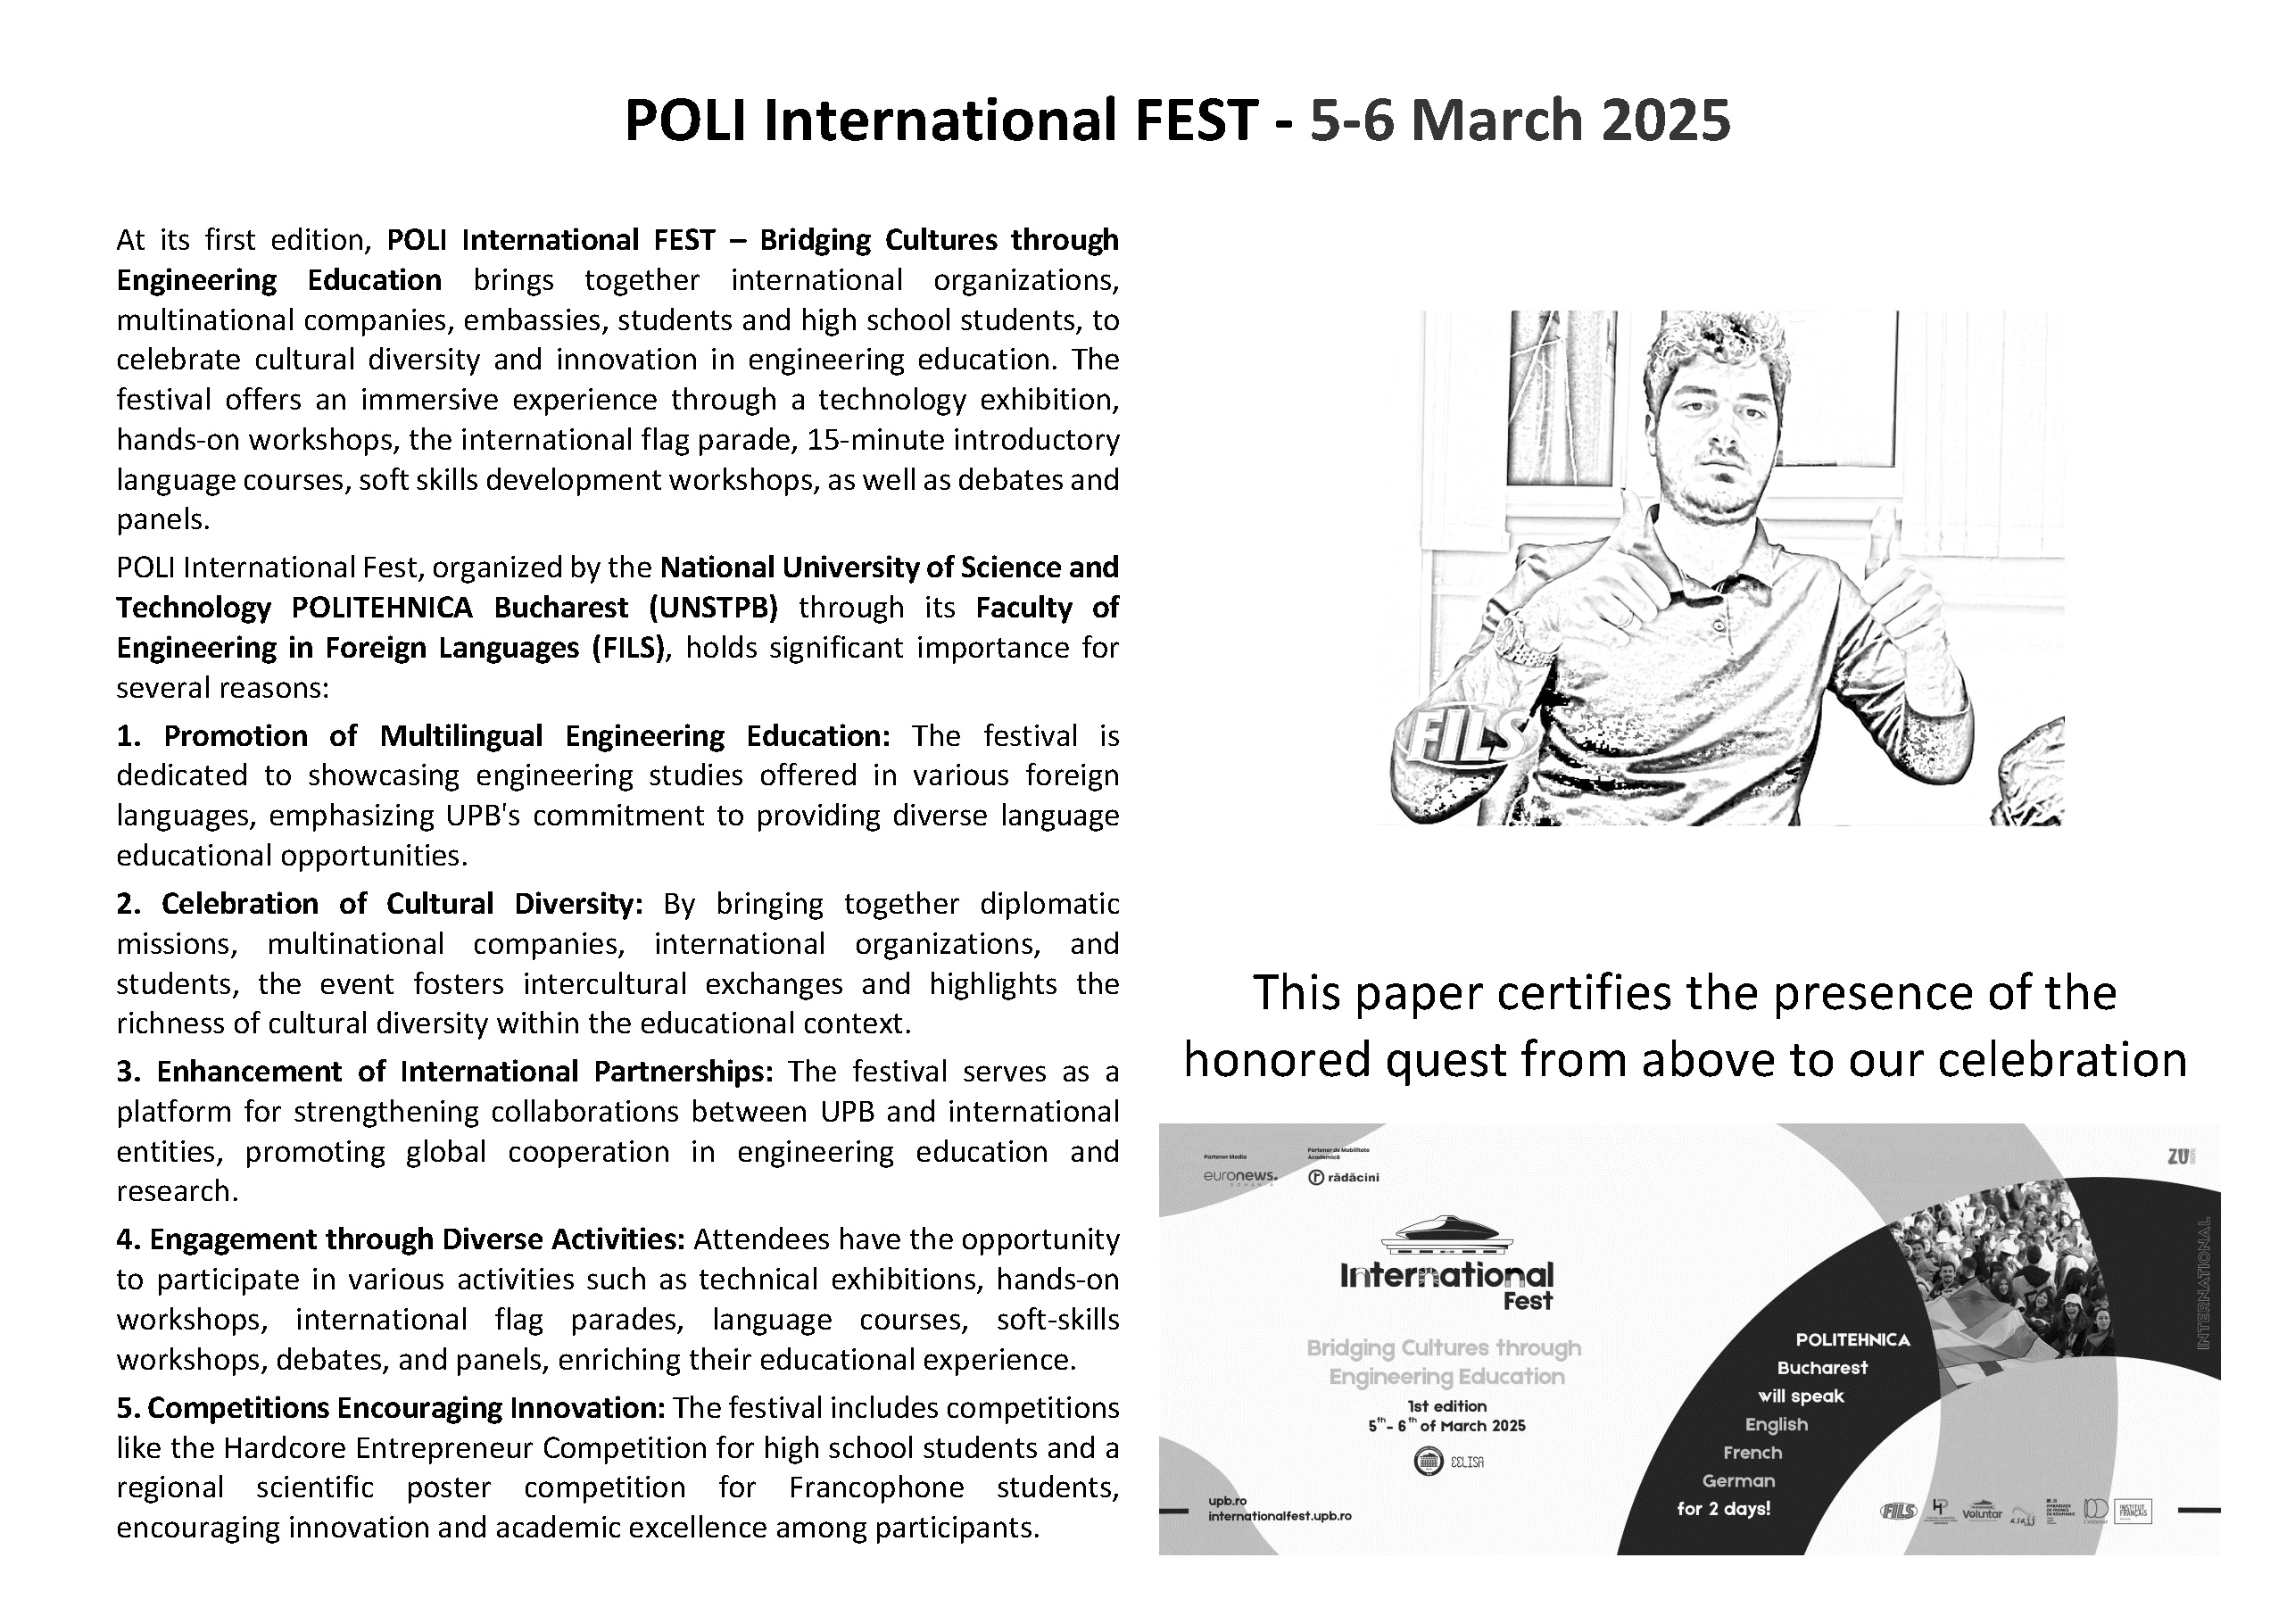 POLI International FEST - 5-6 March 2025
At its first edition, POLI International FEST – Bridging Cultures through
Engineering Education brings together international organizations,
multinational companies, embassies, students and high school students, to
celebrate cultural diversity and innovation in engineering education. The
festival offers an immersive experience through a technology exhibition,
hands-on workshops, the international flag parade, 15-minute introductory
language courses, soft skills development workshops, as well as debates and
panels.
POLI International Fest, organized by the National University of Science and
Technology POLITEHNICA Bucharest (UNSTPB) through its Faculty of
Engineering in Foreign Languages (FILS), holds significant importance for
several reasons:
1. Promotion of Multilingual Engineering Education: The festival is
dedicated to showcasing engineering studies offered in various foreign
languages, emphasizing UPB's commitment to providing diverse language
educational opportunities.
2. Celebration of Cultural Diversity: By bringing together diplomatic
missions, multinational companies, international organizations, and
students, the event fosters intercultural exchanges and highlights the
richness of cultural diversity within the educational context.
3. Enhancement of International Partnerships: The festival serves as a
platform for strengthening collaborations between UPB and international
entities, promoting global cooperation in engineering education and
research.
4. Engagement through Diverse Activities: Attendees have the opportunity
to participate in various activities such as technical exhibitions, hands-on
workshops, international flag parades, language courses, soft-skills
workshops, debates, and panels, enriching their educational experience.
5. Competitions Encouraging Innovation: The festival includes competitions
like the Hardcore Entrepreneur Competition for high school students and a
regional scientific poster competition for Francophone students,
encouraging innovation and academic excellence among participants.
FILS
This paper certifies the presence of the
honored quest from above to our celebration
Partener Media
euronews.
ROMANIA
Partener de Mobilitate
Academică
rădăcini
ZU
International
Fest
Bridging Cultures through
Engineering Education
1st edition
5th- 6th of March 2025
EELISA
upb.ro
internationalfest.upb.ro
POLITEHNICA
Bucharest
will speak
English
French
German
for 2 days!
INTERNATIONAL
FILS
Voluntar
AMBASSADE
DE FRANCE
EN ROUMANIE
INSTITUT
FRANÇAIS